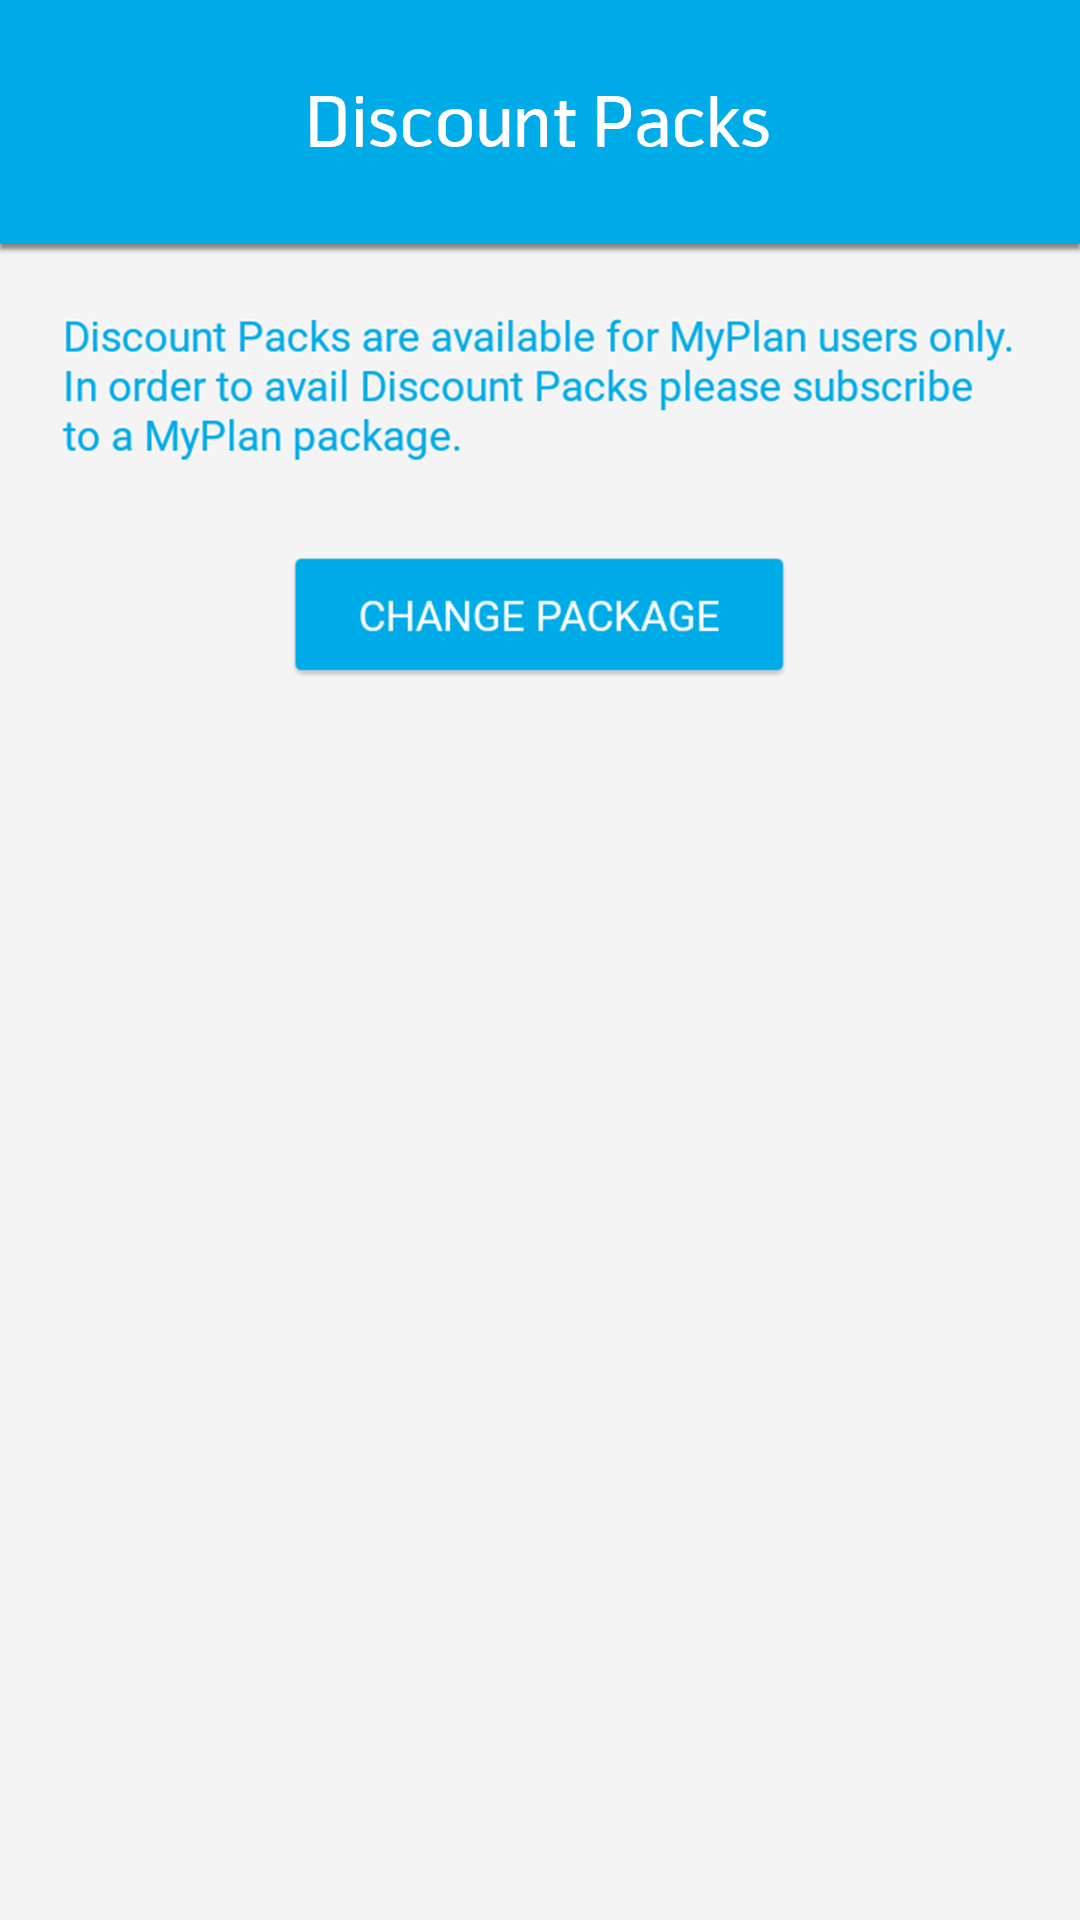 Discount Packs
Discount Packs are available for MyPlan users only.
In order to avail Discount Packs please subscribe
to a MyPlan package.
CHANGE PACKAGE